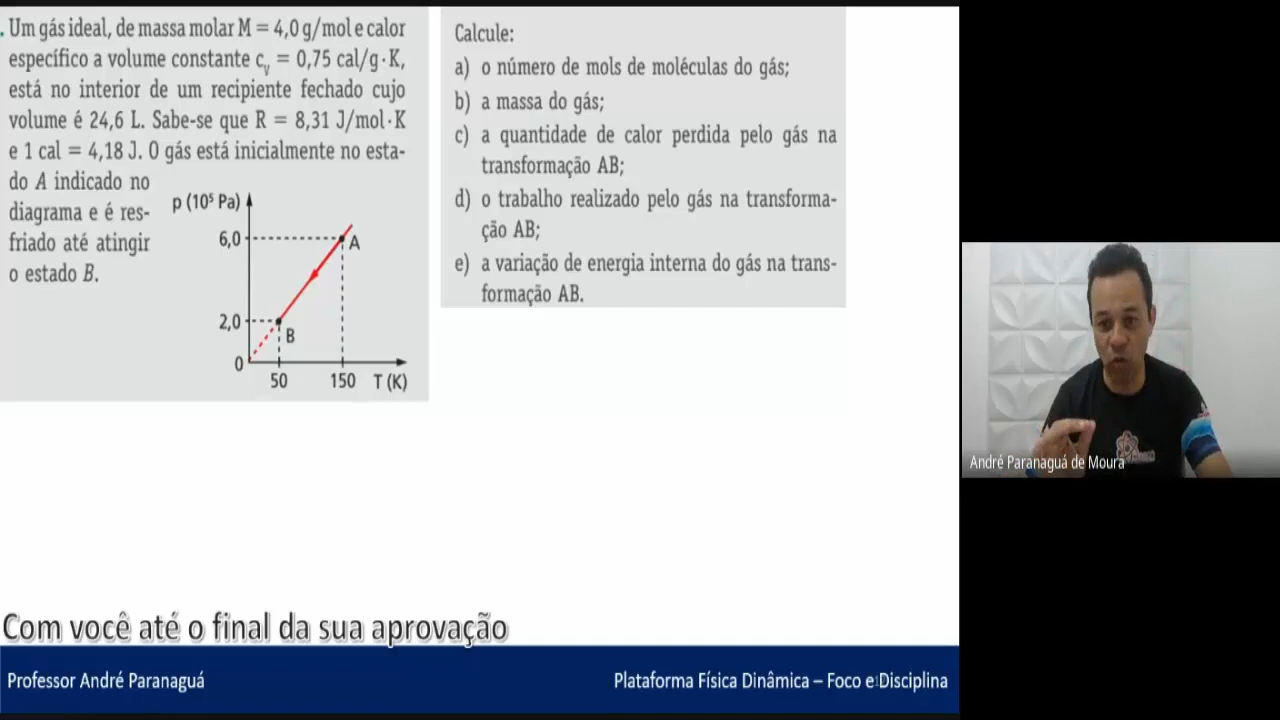 . Um gás ideal, de massa molar M = 4,0 g/mol e calor
específico a volume constante cᵥ = 0,75 cal/g·K,
está no interior de um recipiente fechado cujo
volume é 24,6 L. Sabe-se que R = 8,31 J/mol·K
e 1 cal = 4,18 J. O gás está inicialmente no esta-
do A indicado no
diagrama e é res-
friado até atingir
o estado B.
p (10⁵ Pa)
6,0
A
2,0
B
0
50
150
T (K)
Calcule:
a) o número de mols de moléculas do gás;
b) a massa do gás;
c) a quantidade de calor perdida pelo gás na
transformação AB;
d) o trabalho realizado pelo gás na transforma-
ção AB;
e) a variação de energia interna do gás na trans-
formação AB.
André Paranaguá de Moura
Com você até o final da sua aprovação
Professor André Paranaguá
Plataforma Física Dinâmica – Foco e Disciplina